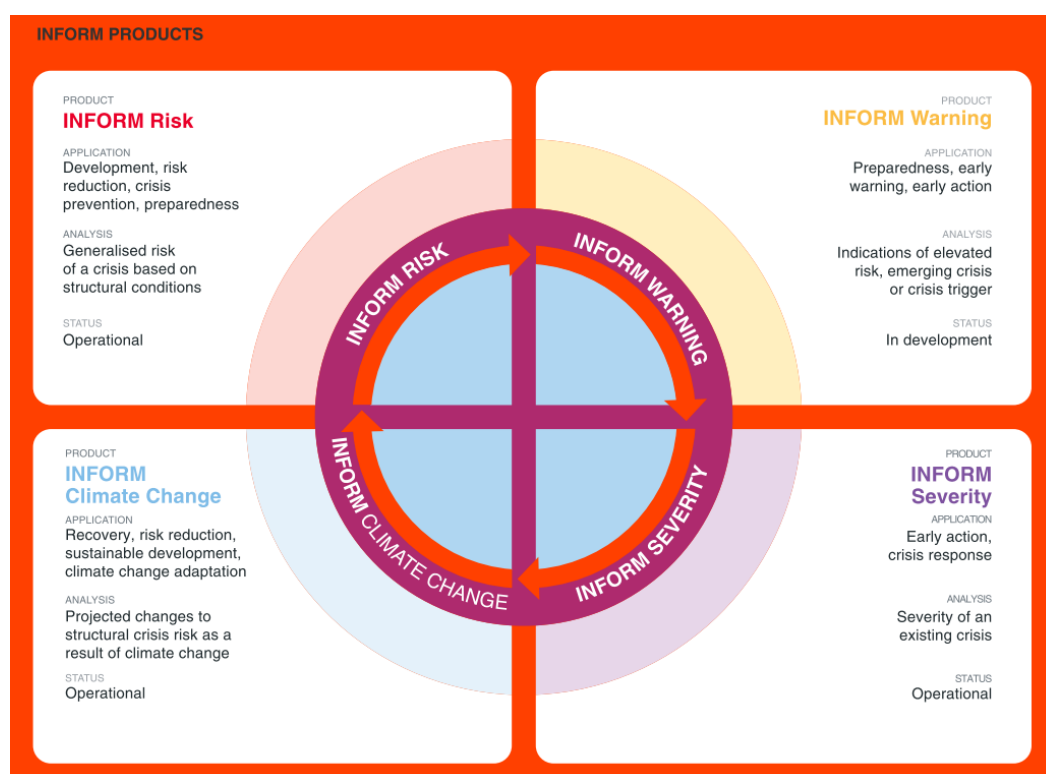 INFORM PRODUCTS
PRODUCT
INFORM Risk
APPLICATION
Development, risk
reduction, crisis
prevention, preparedness
ANALYSIS
Generalised risk
of a crisis based on
structural conditions
STATUS
Operational
PRODUCT
INFORM Warning
APPLICATION
Preparedness, early
warning, early action
ANALYSIS
Indications of elevated
risk, emerging crisis
or crisis trigger
STATUS
In development
INFORM RISK
INFORM WARNING
INFORM CLIMATE CHANGE
INFORM SEVERITY
PRODUCT
INFORM
Climate Change
APPLICATION
Recovery, risk reduction,
sustainable development,
climate change adaptation
ANALYSIS
Projected changes to
structural crisis risk as a
result of climate change
STATUS
Operational
PRODUCT
INFORM
Severity
APPLICATION
Early action,
crisis response
ANALYSIS
Severity of an
existing crisis
STATUS
Operational